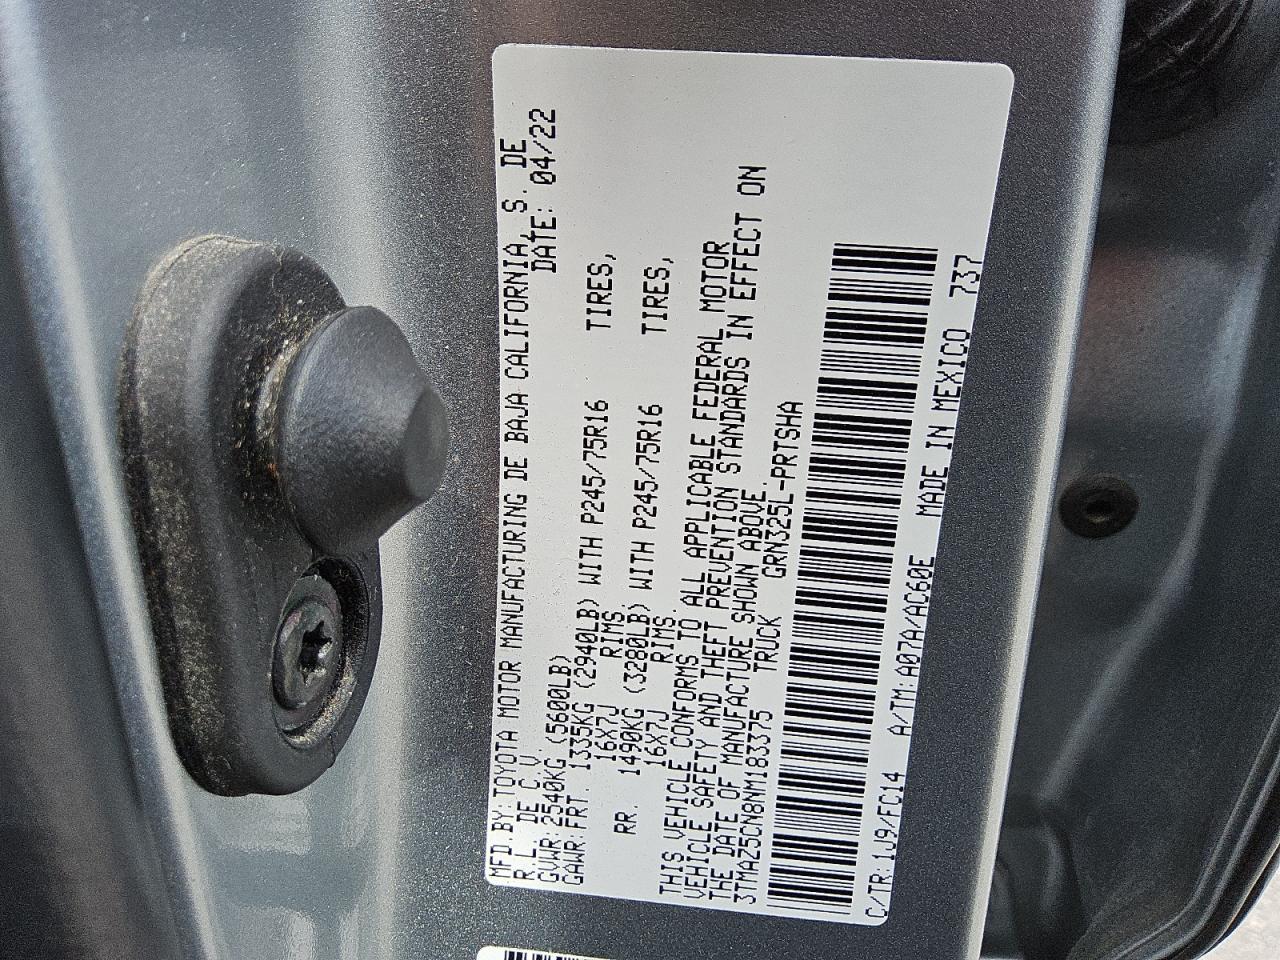 MFD. BY: TOYOTA MOTOR MANUFACTURING DE BAJA CALIFORNIA, S. DE
R.L. DE C.V. DATE: 04/22
GVWR: 2540KG (5600LB)
GAWR: FRT. 1335KG (2940LB) WITH P245/75R16 TIRES,
16X7J RIMS.
RR. 1490KG (3280LB) WITH P245/75R16 TIRES,
16X7J RIMS.
THIS VEHICLE CONFORMS TO ALL APPLICABLE FEDERAL MOTOR
VEHICLE SAFETY AND THEFT PREVENTION STANDARDS IN EFFECT ON
THE DATE OF MANUFACTURE SHOWN ABOVE.
3TMAZ5CN8NM183375 TRUCK GRN325L-PRTSHA
C/TR: 1J9/FC14 A/TM: A07A/AC60E MADE IN MEXICO 737